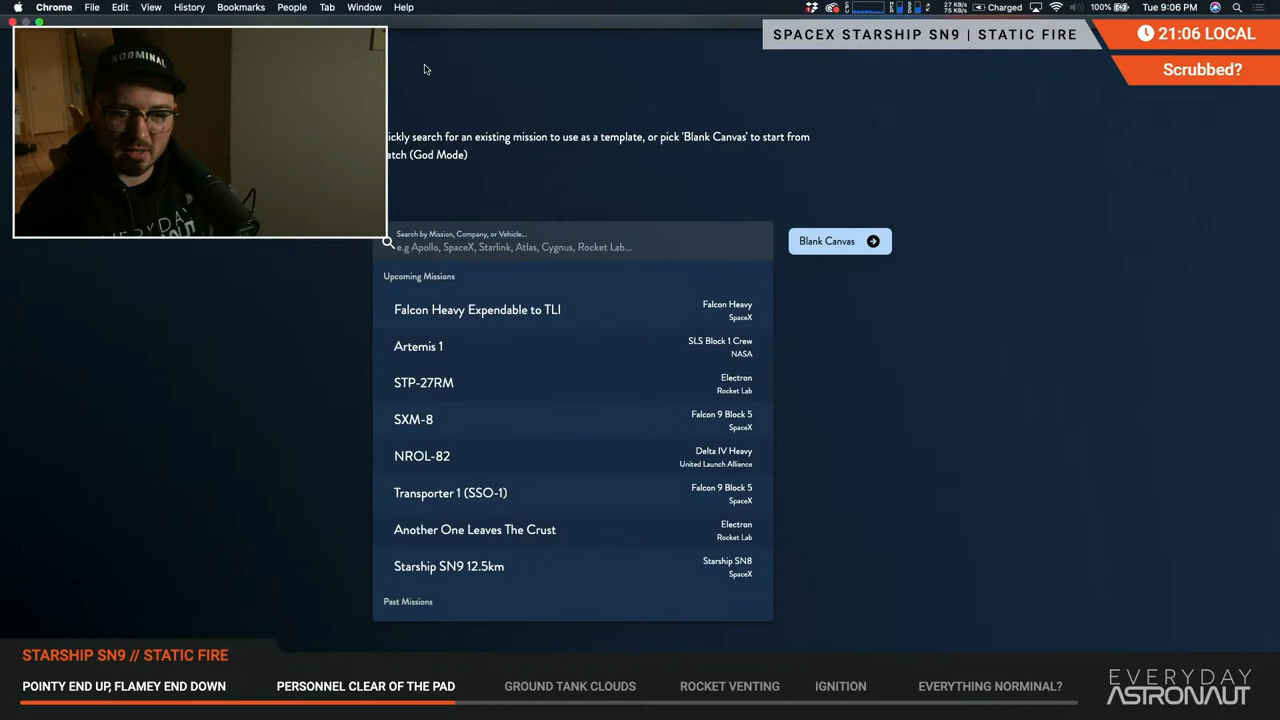 Chrome File Edit View History Bookmarks People Tab Window Help
Charged 100% Tue 9:06 PM
SPACEX STARSHIP SN9 | STATIC FIRE
21:06 LOCAL
Scrubbed?
NORMINAL
EVERYDAY
ickly search for an existing mission to use as a template, or pick 'Blank Canvas' to start from
atch (God Mode)
Search by Mission, Company, or Vehicle...
e.g Apollo, SpaceX, Starlink, Atlas, Cygnus, Rocket Lab...
Blank Canvas
Upcoming Missions
Falcon Heavy Expendable to TLI
Falcon Heavy
SpaceX
Artemis 1
SLS Block 1 Crew
NASA
STP-27RM
Electron
Rocket Lab
SXM-8
Falcon 9 Block 5
SpaceX
NROL-82
Delta IV Heavy
United Launch Alliance
Transporter 1 (SSO-1)
Falcon 9 Block 5
SpaceX
Another One Leaves The Crust
Electron
Rocket Lab
Starship SN9 12.5km
Starship SN8
SpaceX
Past Missions
STARSHIP SN9 // STATIC FIRE
POINTY END UP, FLAMEY END DOWN
PERSONNEL CLEAR OF THE PAD
GROUND TANK CLOUDS
ROCKET VENTING
IGNITION
EVERYTHING NORMINAL?
EVERYDAY
ASTRONAUT